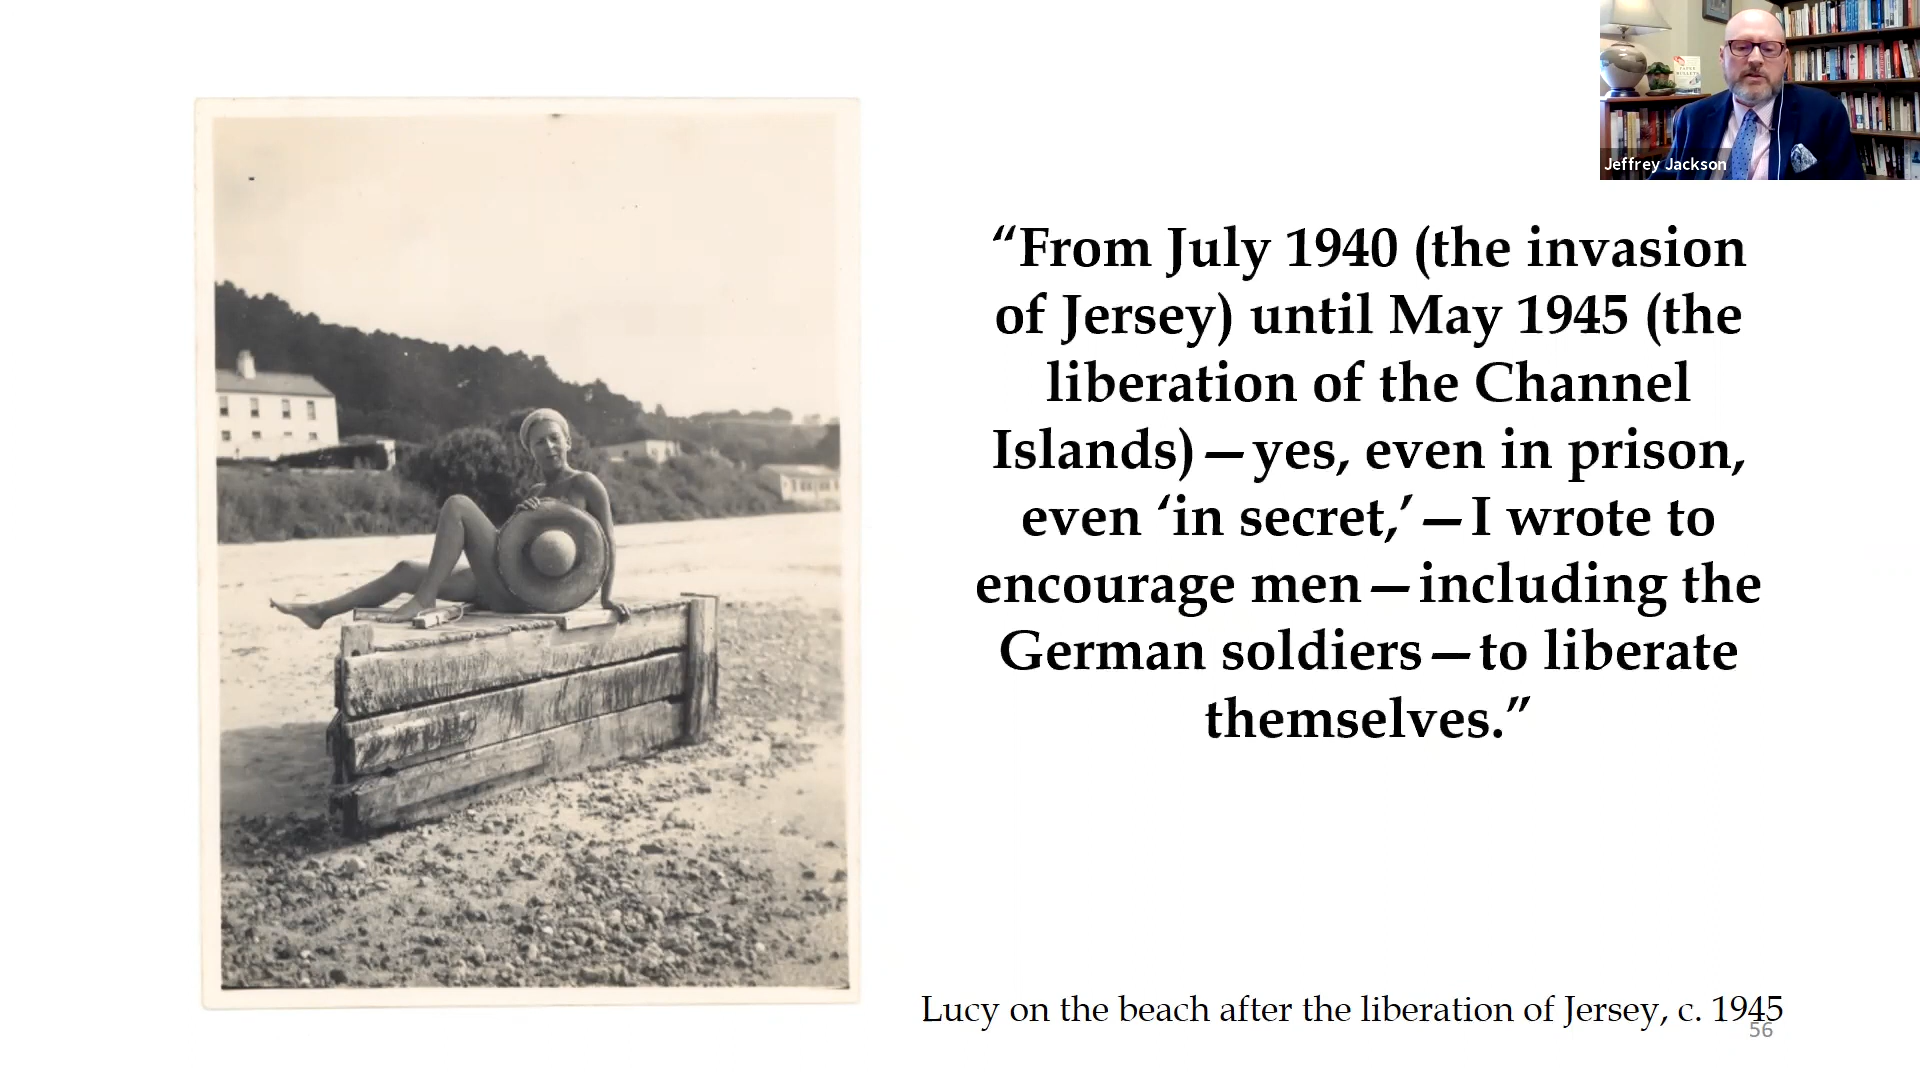 Jeffrey Jackson
“From July 1940 (the invasion
of Jersey) until May 1945 (the
liberation of the Channel
Islands)—yes, even in prison,
even ‘in secret,’—I wrote to
encourage men—including the
German soldiers—to liberate
themselves.”
Lucy on the beach after the liberation of Jersey, c. 1945
56